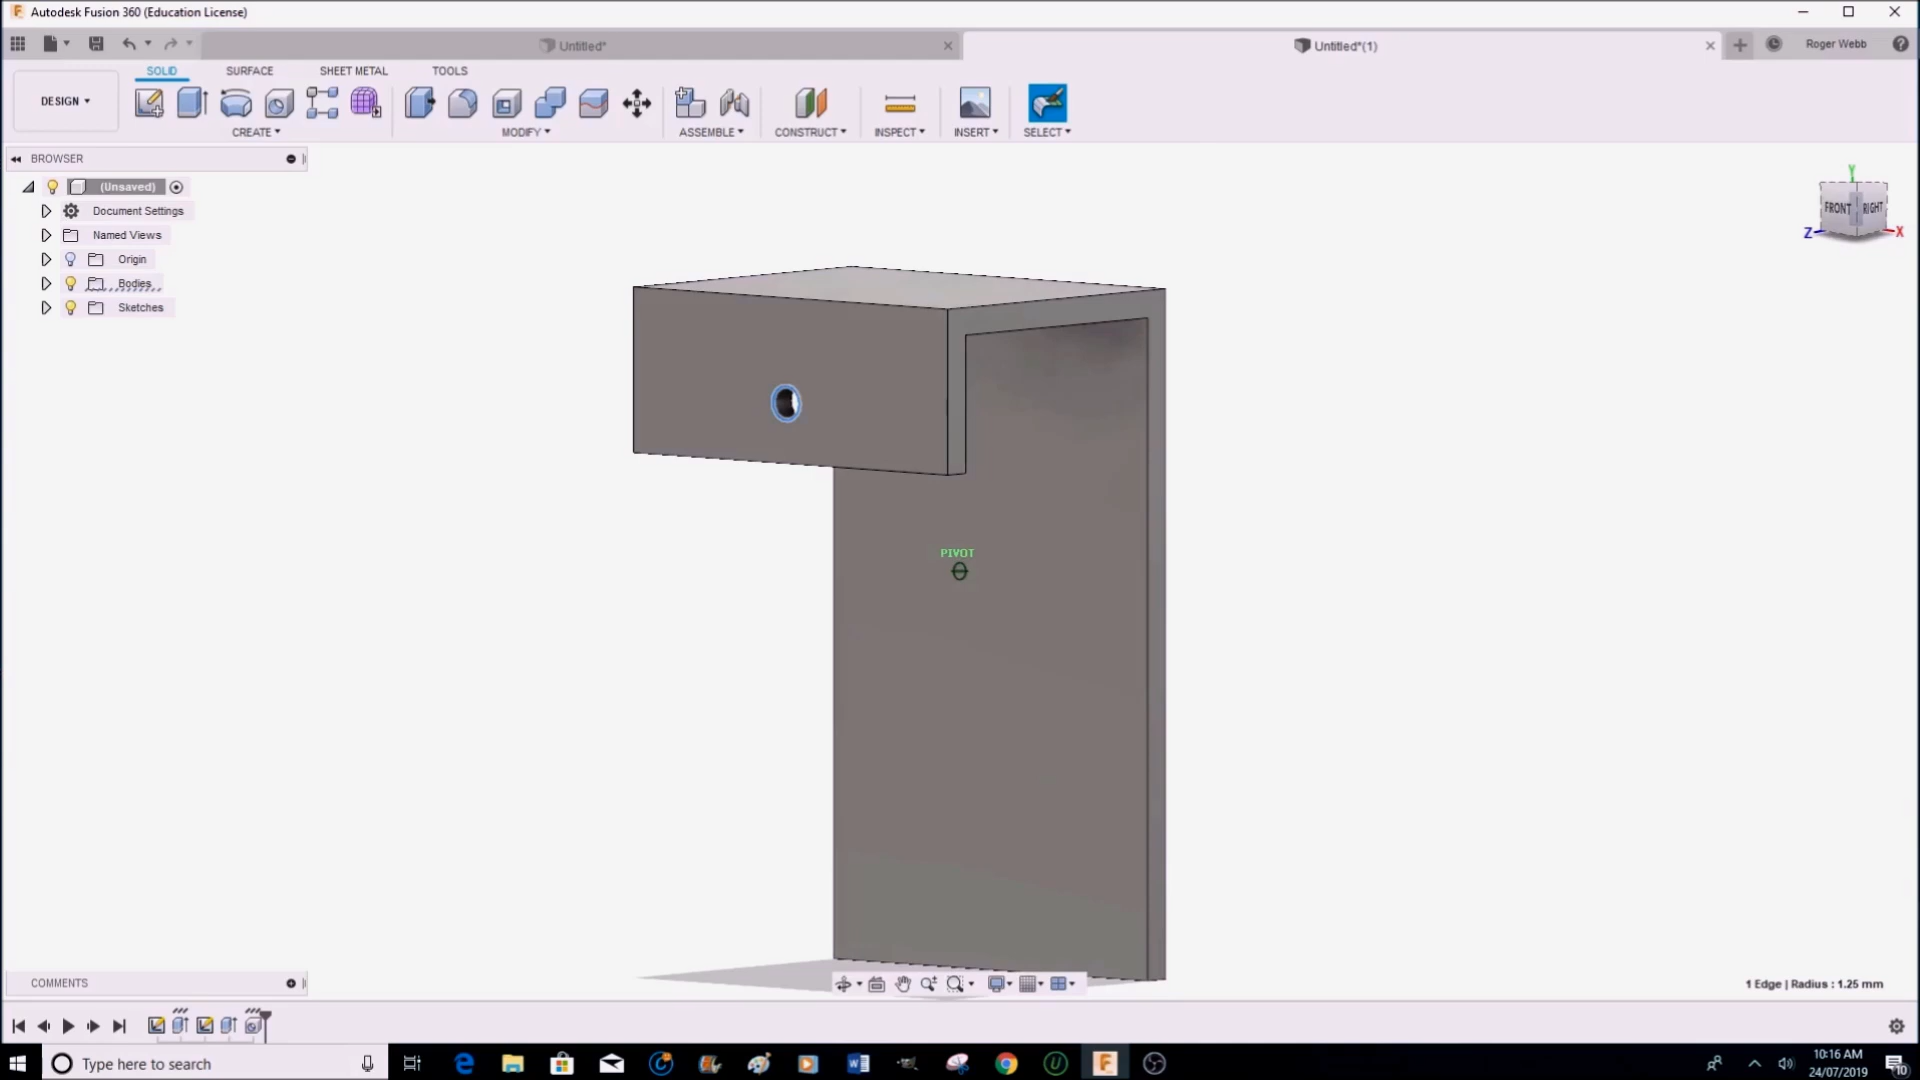 Autodesk Fusion 360 (Education License)
Untitled*
Untitled*(1)
Roger Webb
SOLID
SURFACE
SHEET METAL
TOOLS
DESIGN
CREATE
MODIFY
ASSEMBLE
CONSTRUCT
INSPECT
INSERT
SELECT
BROWSER
(Unsaved)
Document Settings
Named Views
Origin
Bodies
Sketches
Y
FRONT
RIGHT
Z
X
PIVOT
COMMENTS
1 Edge | Radius : 1.25 mm
Type here to search
10:16 AM
24/07/2019
10